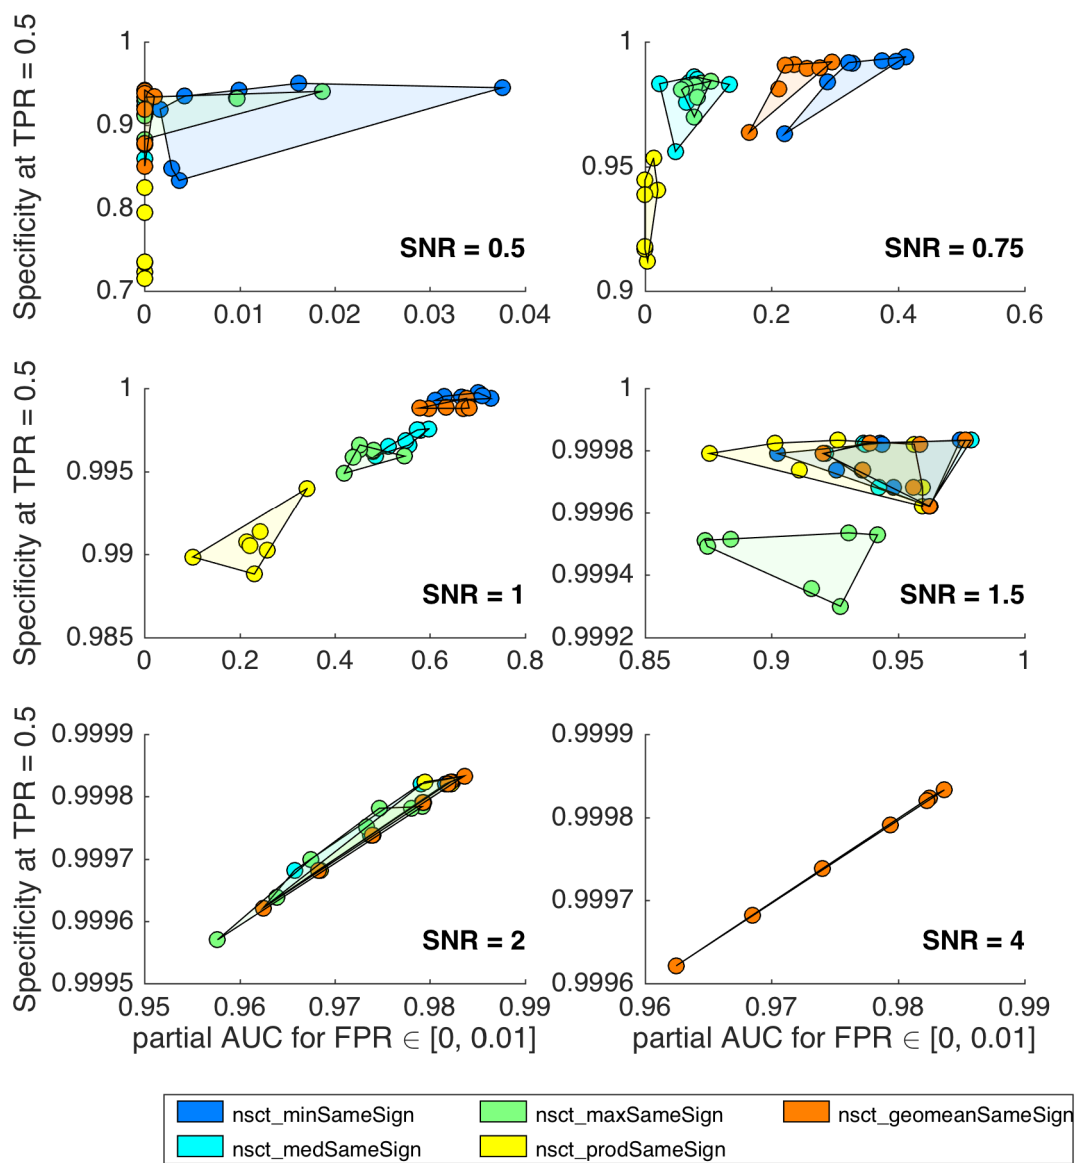 Specificity at TPR = 0.5
1
0.9
0.8
0.7
SNR = 0.5
0 0.01 0.02 0.03 0.04
1
0.95
0.9
SNR = 0.75
0 0.2 0.4 0.6
Specificity at TPR = 0.5
1
0.995
0.99
0.985
SNR = 1
0 0.2 0.4 0.6 0.8
1
0.9998
0.9996
0.9994
0.9992
SNR = 1.5
0.85 0.9 0.95 1
Specificity at TPR = 0.5
0.9999
0.9998
0.9997
0.9996
0.9995
SNR = 2
0.95 0.96 0.97 0.98 0.99
partial AUC for FPR ∈ [0, 0.01]
0.9999
0.9998
0.9997
0.9996
SNR = 4
0.96 0.97 0.98 0.99
partial AUC for FPR ∈ [0, 0.01]
nsct_minSameSign nsct_maxSameSign nsct_geomeanSameSign
nsct_medSameSign nsct_prodSameSign